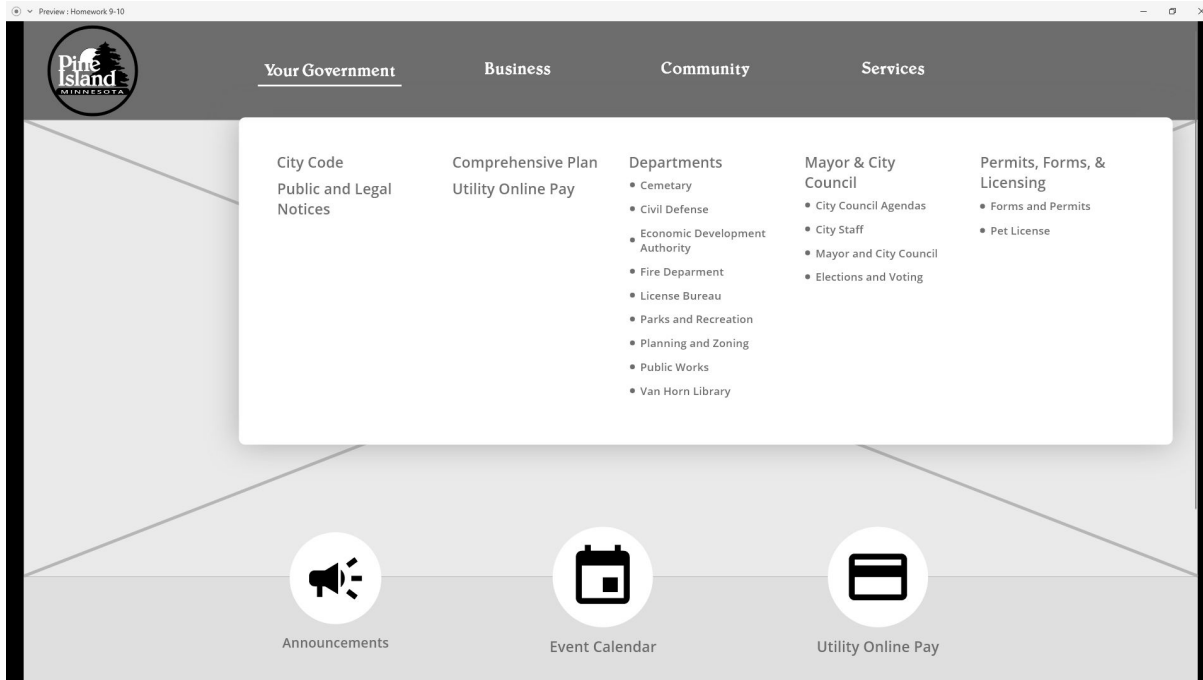 Preview : Homework 9-10
Pine
Island
MINNESOTA
Your Government
Business
Community
Services
City Code
Public and Legal
Notices
Comprehensive Plan
Utility Online Pay
Departments
Cemetary
Civil Defense
Economic Development
Authority
Fire Deparment
License Bureau
Parks and Recreation
Planning and Zoning
Public Works
Van Horn Library
Mayor & City
Council
City Council Agendas
City Staff
Mayor and City Council
Elections and Voting
Permits, Forms, &
Licensing
Forms and Permits
Pet License
Announcements
Event Calendar
Utility Online Pay